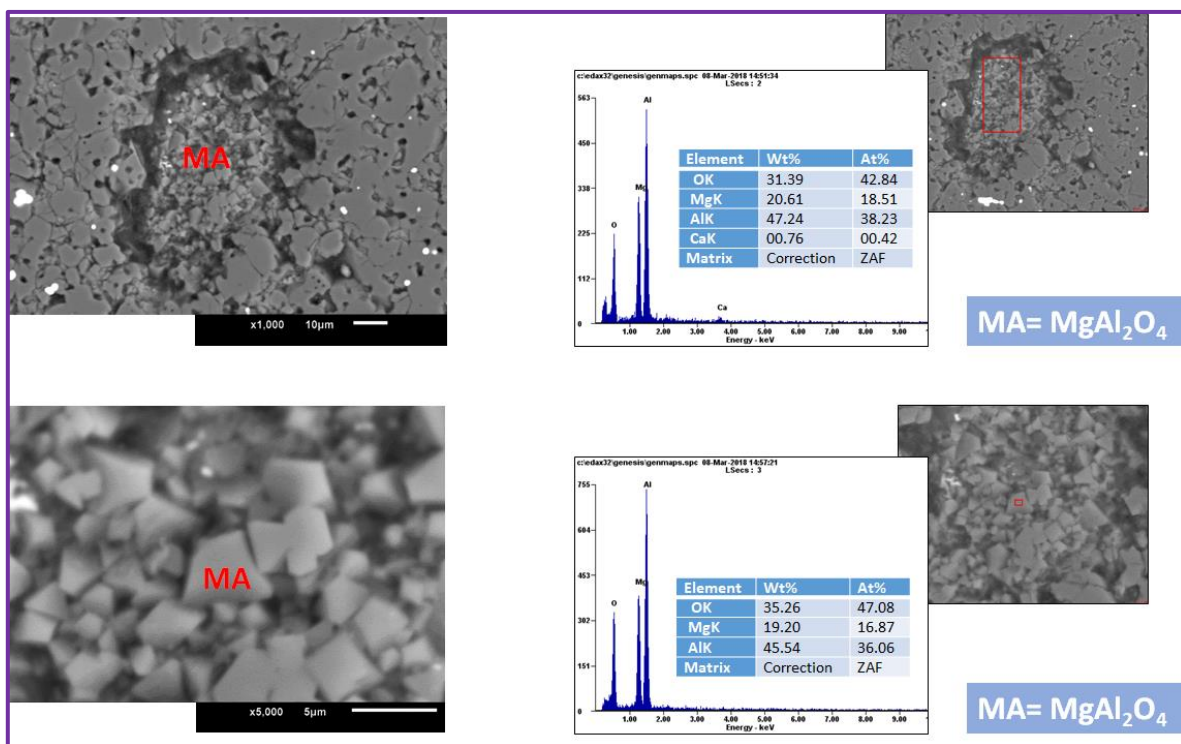 MA
x1,000 10µm
c:\edax32\genesis\genmaps.spc 08-Mar-2018 14:51:34
LSecs : 2
563
450
338
225
112
0
Al
Mg
O
Ca
1.00 2.00 3.00 4.00 5.00 6.00 7.00 8.00 9.00
Energy - keV
Element Wt% At%
OK 31.39 42.84
MgK 20.61 18.51
AlK 47.24 38.23
CaK 00.76 00.42
Matrix Correction ZAF
MA= MgAl₂O₄
MA
x5,000 5µm
c:\edax32\genesis\genmaps.spc 08-Mar-2018 14:57:21
LSecs : 3
755
604
453
302
151
0
Al
Mg
O
1.00 2.00 3.00 4.00 5.00 6.00 7.00 8.00 9.00
Energy - keV
Element Wt% At%
OK 35.26 47.08
MgK 19.20 16.87
AlK 45.54 36.06
Matrix Correction ZAF
MA= MgAl₂O₄